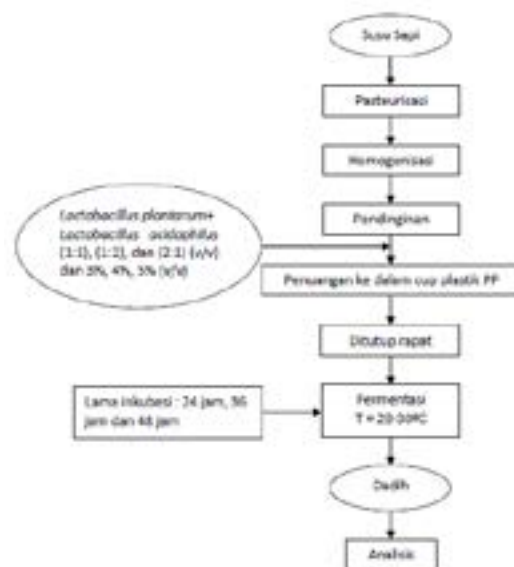 Susu Sapi
Pasteurisasi
Homogenisasi
Pendinginan
Lactobacillus plantarum+
Lactobacillus acidophilus
(1:1), (1:2), dan (2:1) (v/v)
dan 3%, 4%, 5% (v/v)
Penuangan ke dalam cup plastik PP
Ditutup rapat
Lama inkubasi : 24 jam, 36
jam dan 48 jam
Fermentasi
Dadih
Analisis